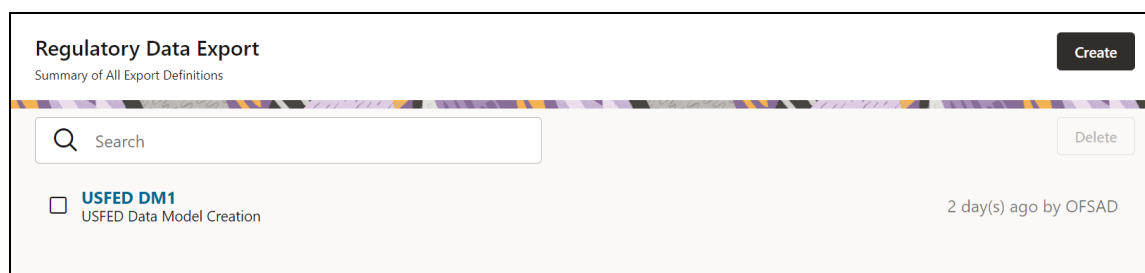 Regulatory Data Export
Create
Summary of All Export Definitions
Search
Delete
USFED DM1
USFED Data Model Creation
2 day(s) ago by OFSAD